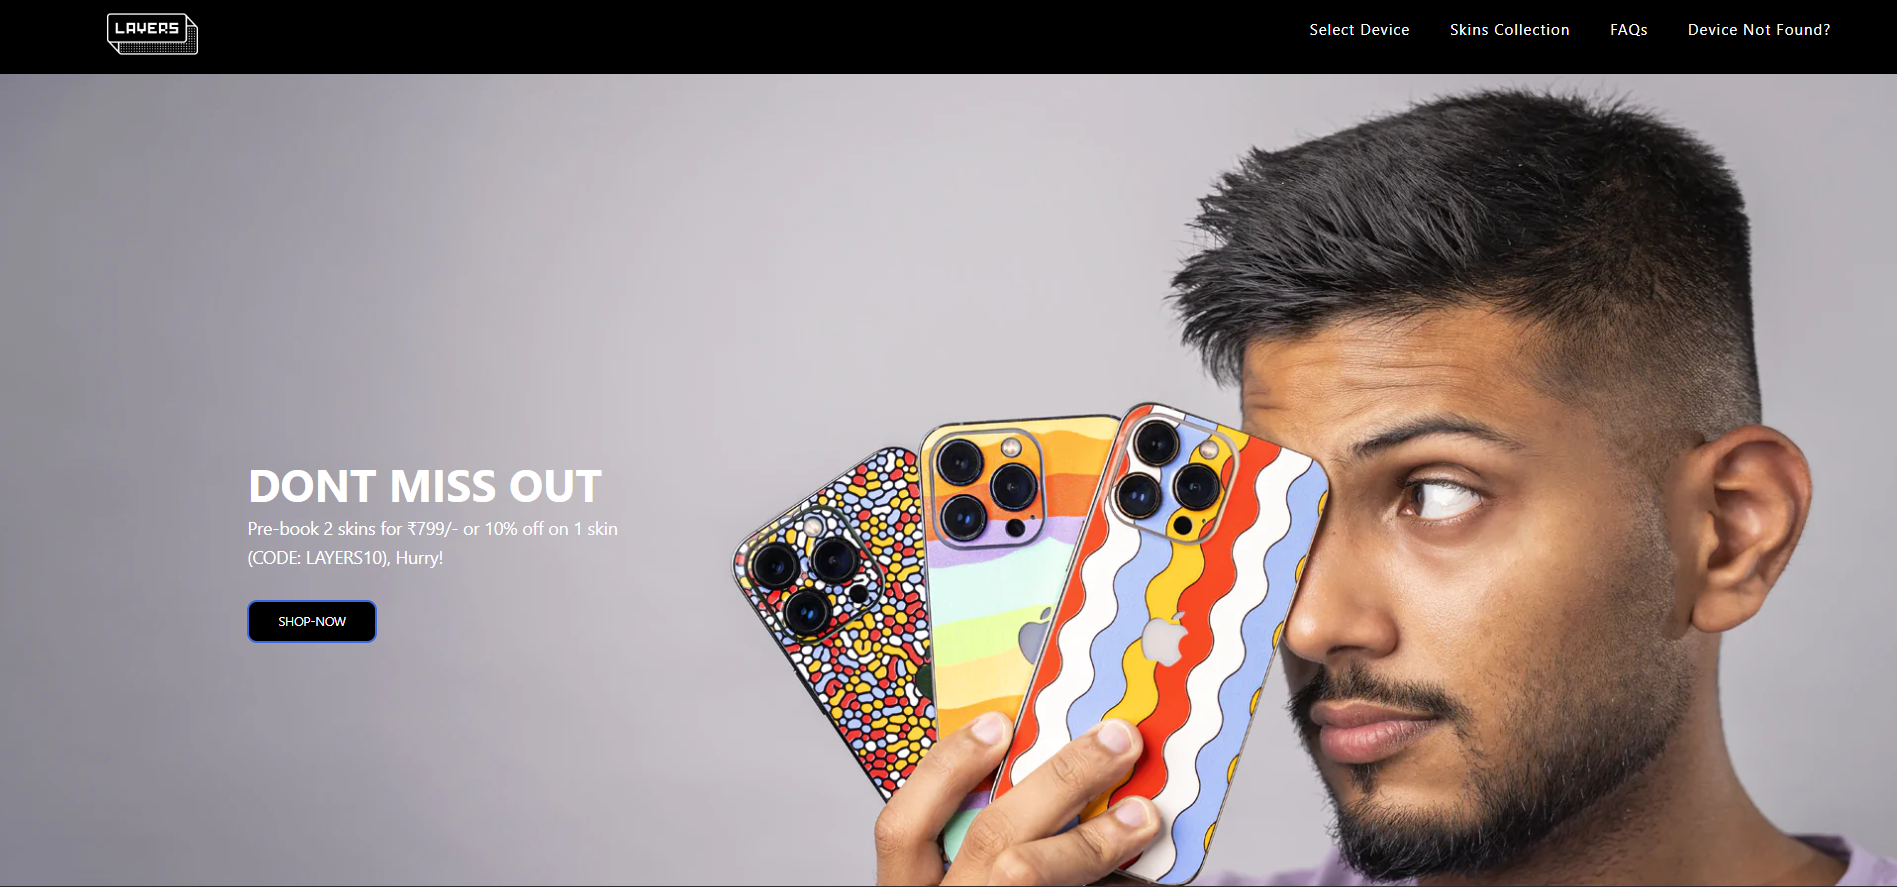 LAYERS
Select Device
Skins Collection
FAQs
Device Not Found?
DONT MISS OUT
Pre-book 2 skins for ₹799/- or 10% off on 1 skin
(CODE: LAYERS10), Hurry!
SHOP-NOW